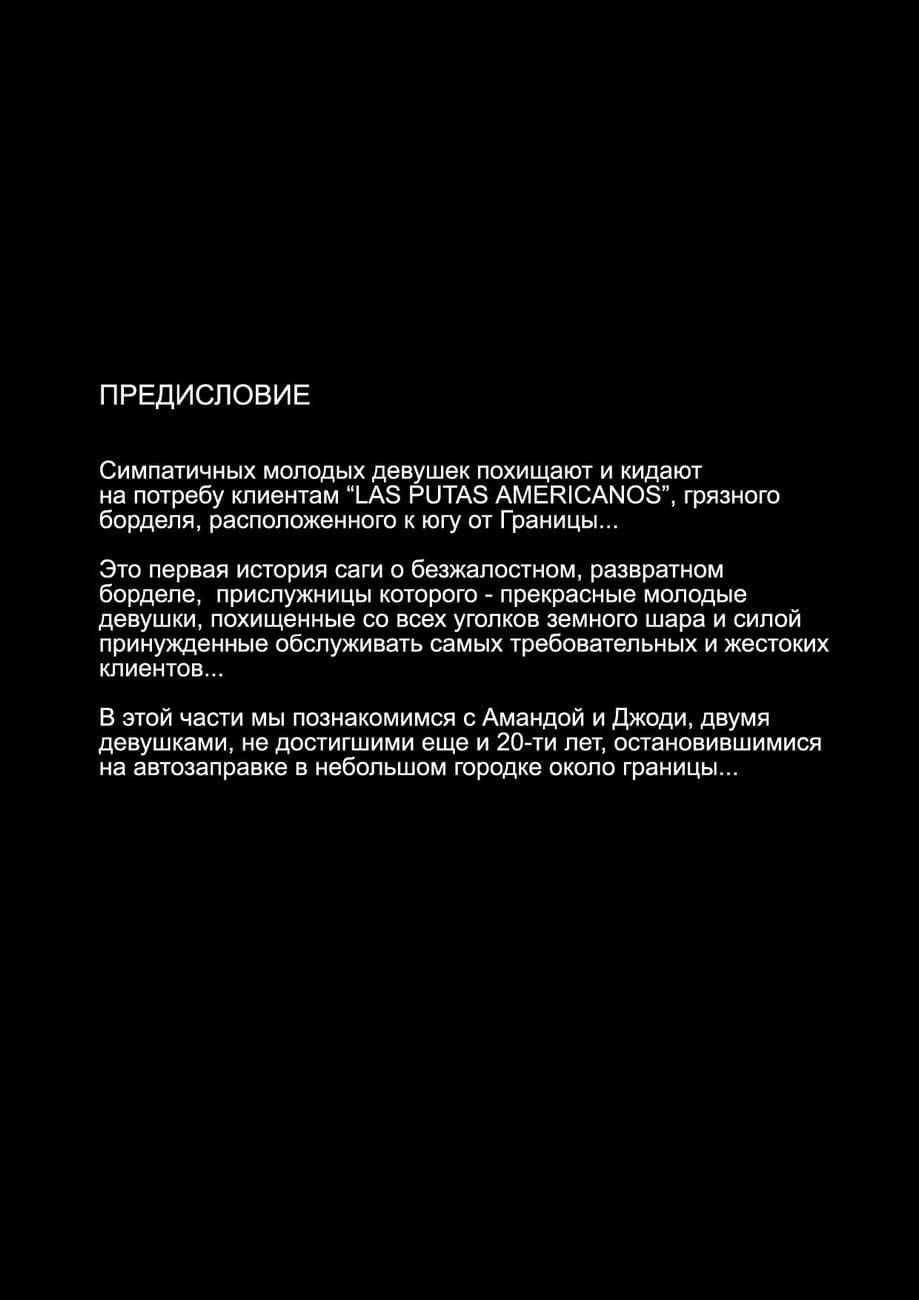 ПРЕДИСЛОВИЕ
Симпатичных молодых девушек похищают и кидают
на потребу клиентам “LAS PUTAS AMERICANOS”, грязного
борделя, расположенного к югу от Границы...
Это первая история саги о безжалостном, развратном
борделе,  прислужницы которого - прекрасные молодые
девушки, похищенные со всех уголков земного шара и силой
принужденные обслуживать самых требовательных и жестоких
клиентов...
В этой части мы познакомимся с Амандой и Джоди, двумя
девушками, не достигшими еще и 20-ти лет, остановившимися
на автозаправке в небольшом городке около границы...